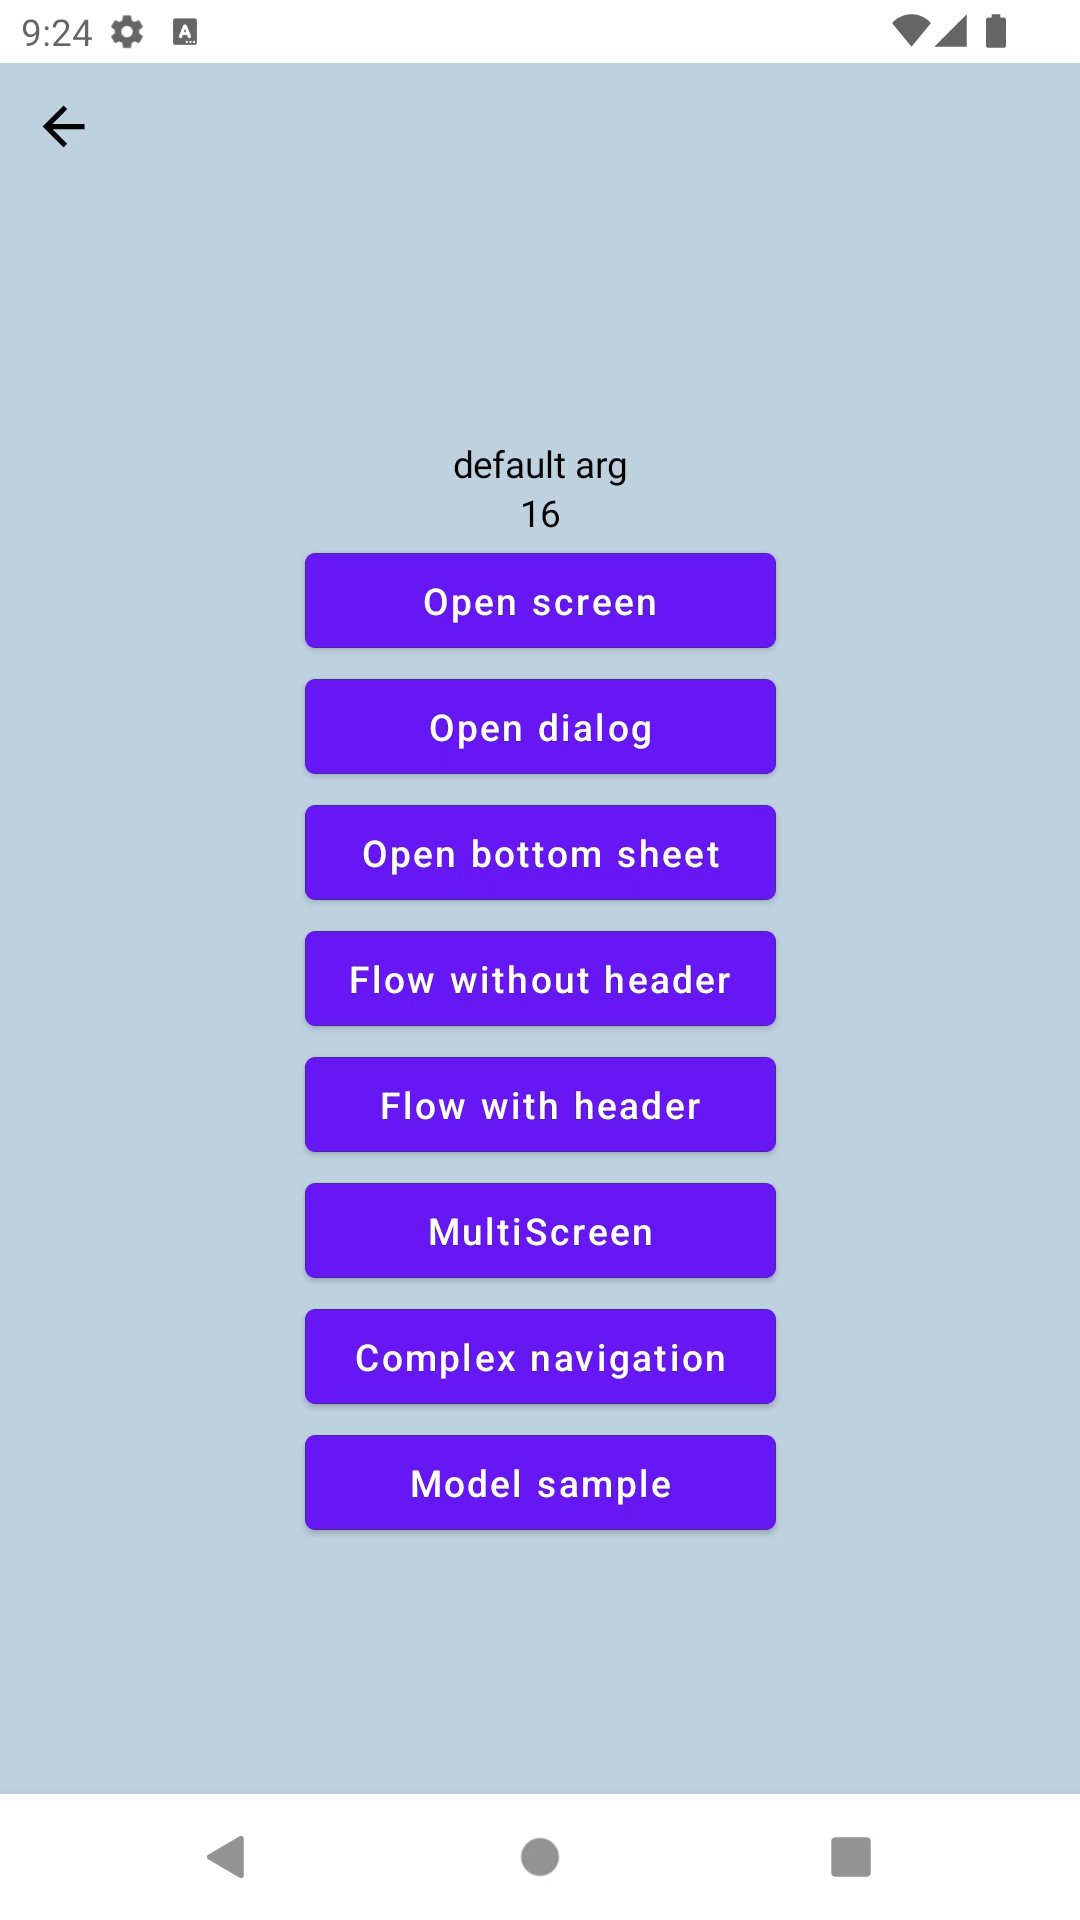 9:24
default arg
16
Open screen
Open dialog
Open bottom sheet
Flow without header
Flow with header
MultiScreen
Complex navigation
Model sample